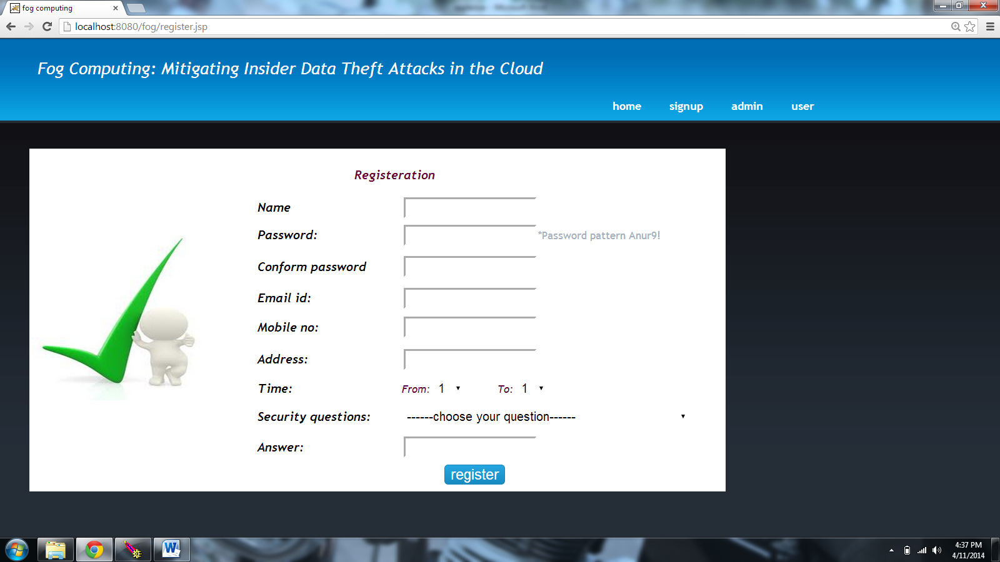 fog computing
localhost:8080/fog/register.jsp
Fog Computing: Mitigating Insider Data Theft Attacks in the Cloud
home signup admin user
Registeration
Name
Password: *Password pattern Anur9!
Conform password
Email id:
Mobile no:
Address:
Time: From: 1 To: 1
Security questions: ------choose your question------
Answer:
register
4:37 PM
4/11/2014